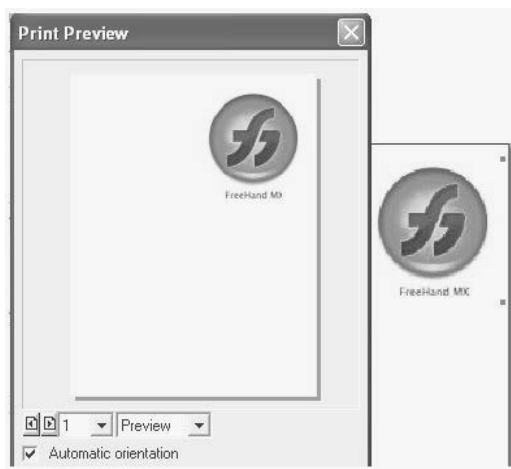 Print Preview
FreeHand MX
FreeHand MX
1 Preview
Automatic orientation